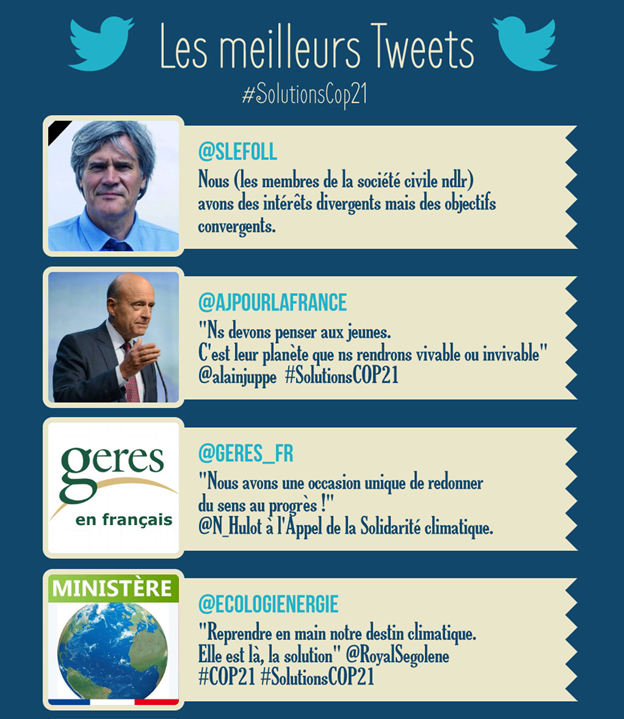 Les meilleurs Tweets
#SolutionsCop21
@SLEFOLL
Nous (les membres de la société civile ndlr)
avons des intérêts divergents mais des objectifs
convergents.
@AJPOURLAFRANCE
"Ns devons penser aux jeunes.
C'est leur planète que ns rendrons vivable ou invivable"
@alainjuppe #SolutionsCOP21
geres
en français
@GERES_FR
"Nous avons une occasion unique de redonner
du sens au progrès !"
@N_Hulot à l'Appel de la Solidarité climatique.
MINISTÈRE
@ECOLOGIENERGIE
"Reprendre en main notre destin climatique.
Elle est là, la solution" @RoyalSegolene
#COP21 #SolutionsCOP21